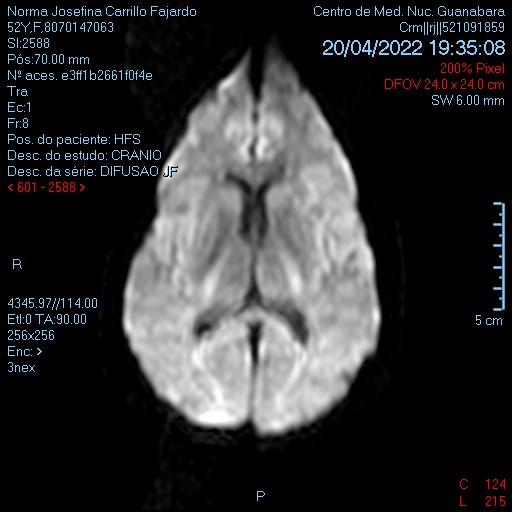 Norma Josefina Carrillo Fajardo
52Y,F,8070147063
Sl:2588
Pós:70.00 mm
Nº aces. e3ff1b2661f0f4e
Tra
Ec:1
Fr:8
Pos. do paciente: HFS
Desc. do estudo: CRANIO
Desc. da série: DIFUSAO JF
< 601 - 2588 >
Centro de Med. Nuc. Guanabara
Crm||rj||521091859
20/04/2022 19:35:08
200% Pixel
DFOV 24.0 x 24.0 cm
SW 6.00 mm
R
5 cm
4345.97//114.00
Etl:0 TA:90.00
256x256
Enc: >
3nex
P
C 124
L 215